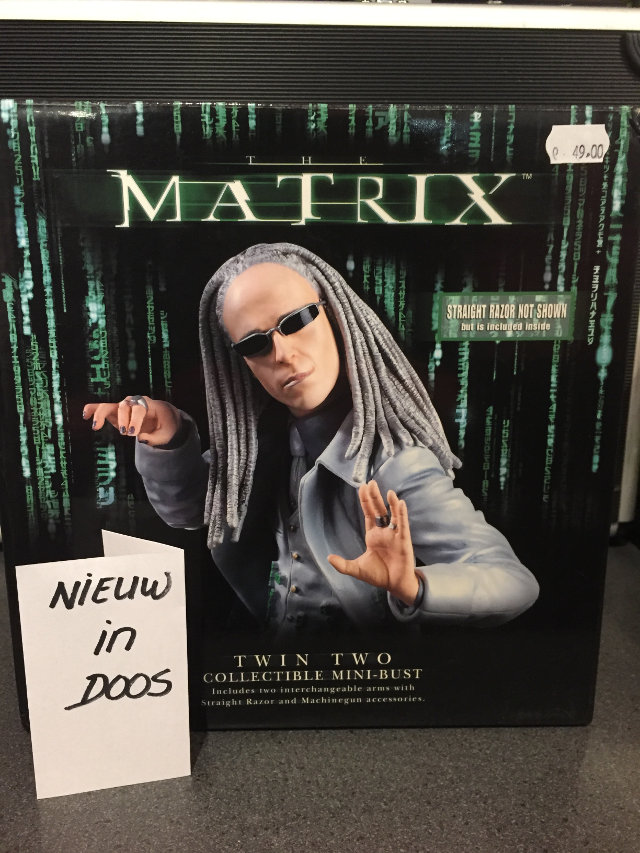 THE
MATRIX™
e. 49,00
STRAIGHT RAZOR NOT SHOWN
but is included inside
NIEUW
in
DOOS
TWIN TWO
COLLECTIBLE MINI-BUST
Includes two interchangeable arms with
Straight Razor and Machinegun accessories.